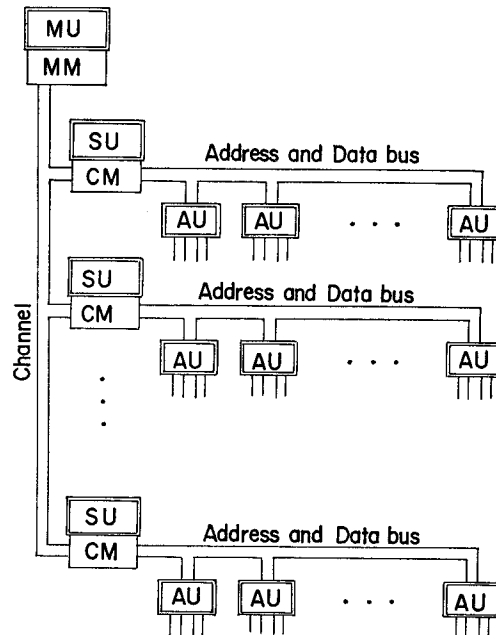 MU
MM
SU
CM
Address and Data bus
AU AU . . . AU
SU
CM
Address and Data bus
AU AU . . . AU
Channel
SU
CM
Address and Data bus
AU AU . . . AU